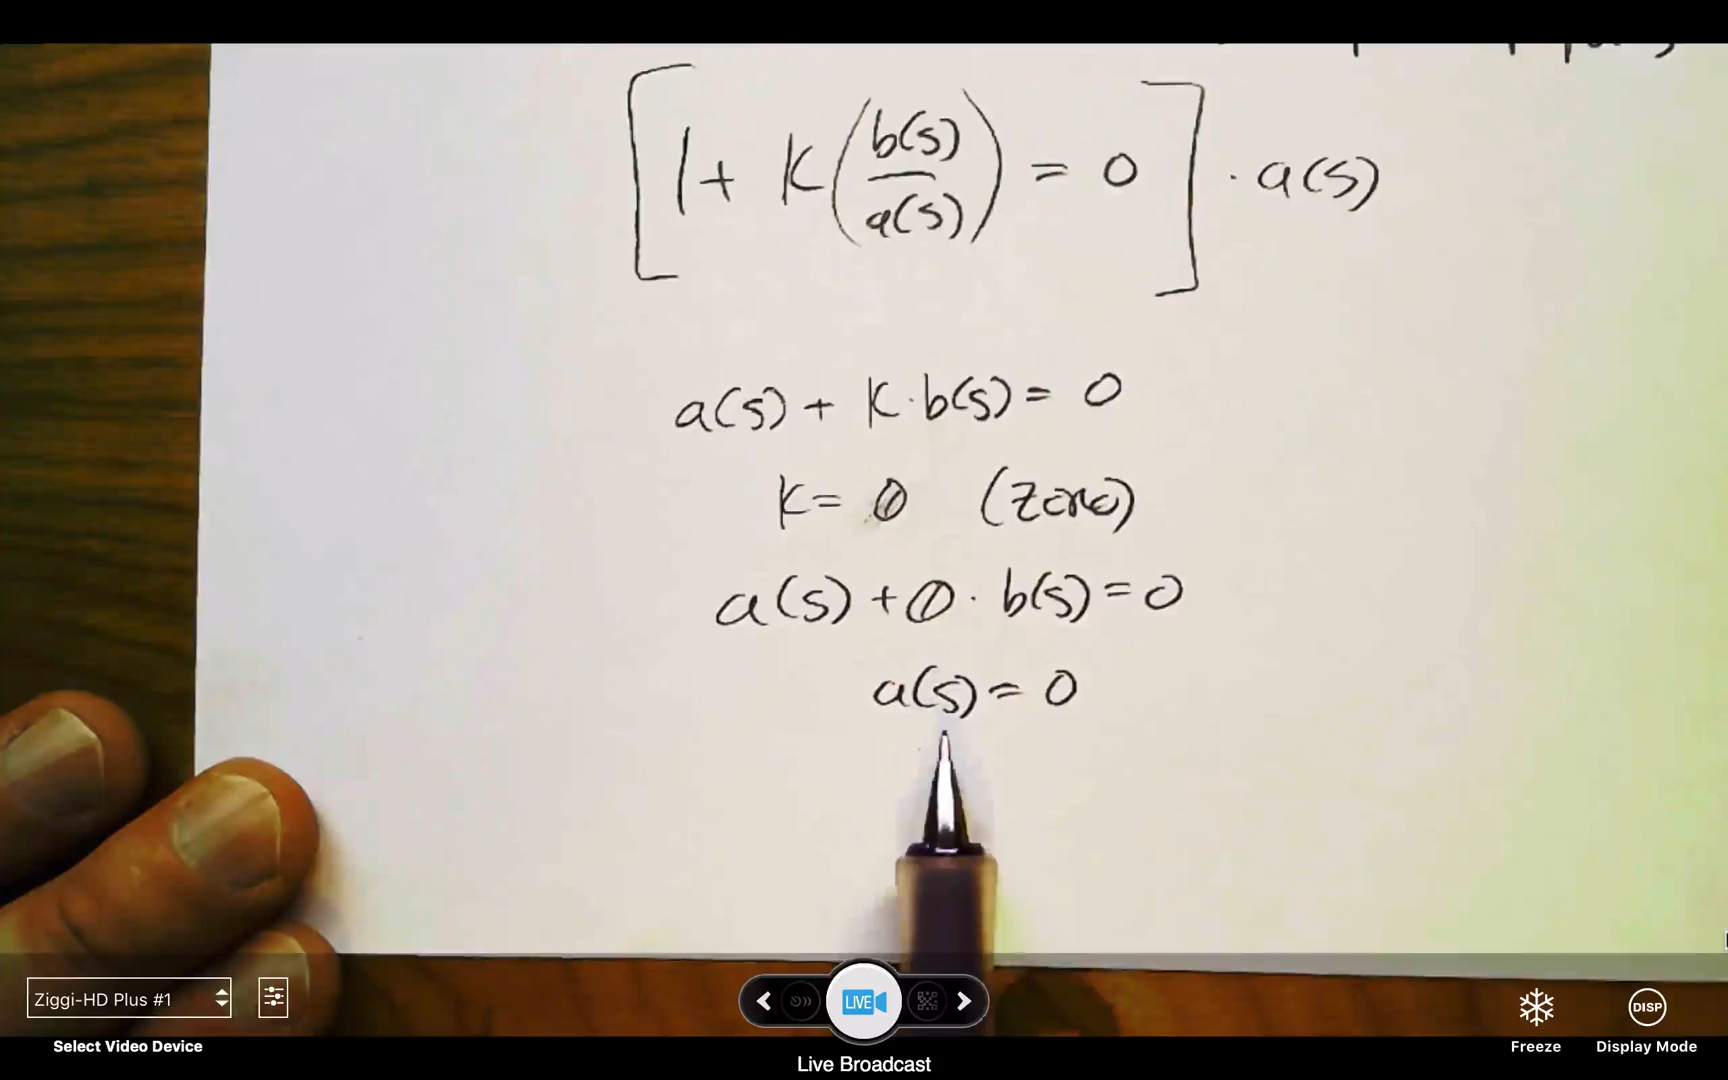 [1 + K(b(s)/a(s)) = 0] · a(s)
a(s) + K·b(s) = 0
K = 0 (zero)
a(s) + 0 · b(s) = 0
a(s) = 0
Ziggi-HD Plus #1
LIVE
DISP
Select Video Device
Freeze
Display Mode
Live Broadcast